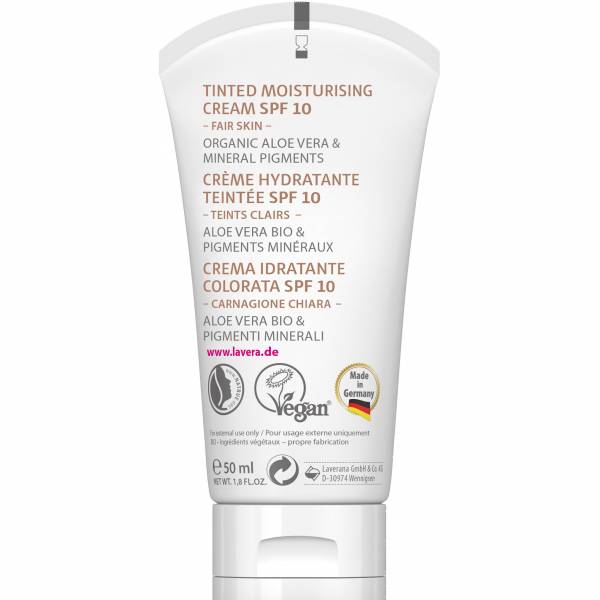 TINTED MOISTURISING
CREAM SPF 10
– FAIR SKIN –
ORGANIC ALOE VERA &
MINERAL PIGMENTS
CRÈME HYDRATANTE
TEINTÉE SPF 10
– TEINTS CLAIRS –
ALOE VERA BIO &
PIGMENTS MINÉRAUX
CREMA IDRATANTE
COLORATA SPF 10
– CARNAGIONE CHIARA –
ALOE VERA BIO &
PIGMENTI MINERALI
www.lavera.de
Vegan
Made
in
Germany
For external use only / Pour usage externe uniquement
BIO - Ingrédients végétaux – propre fabrication
℮ 50 ml
NET WT. 1,8 FL.OZ.
Laverana GmbH & Co. KG
D-30974 Wennigsen